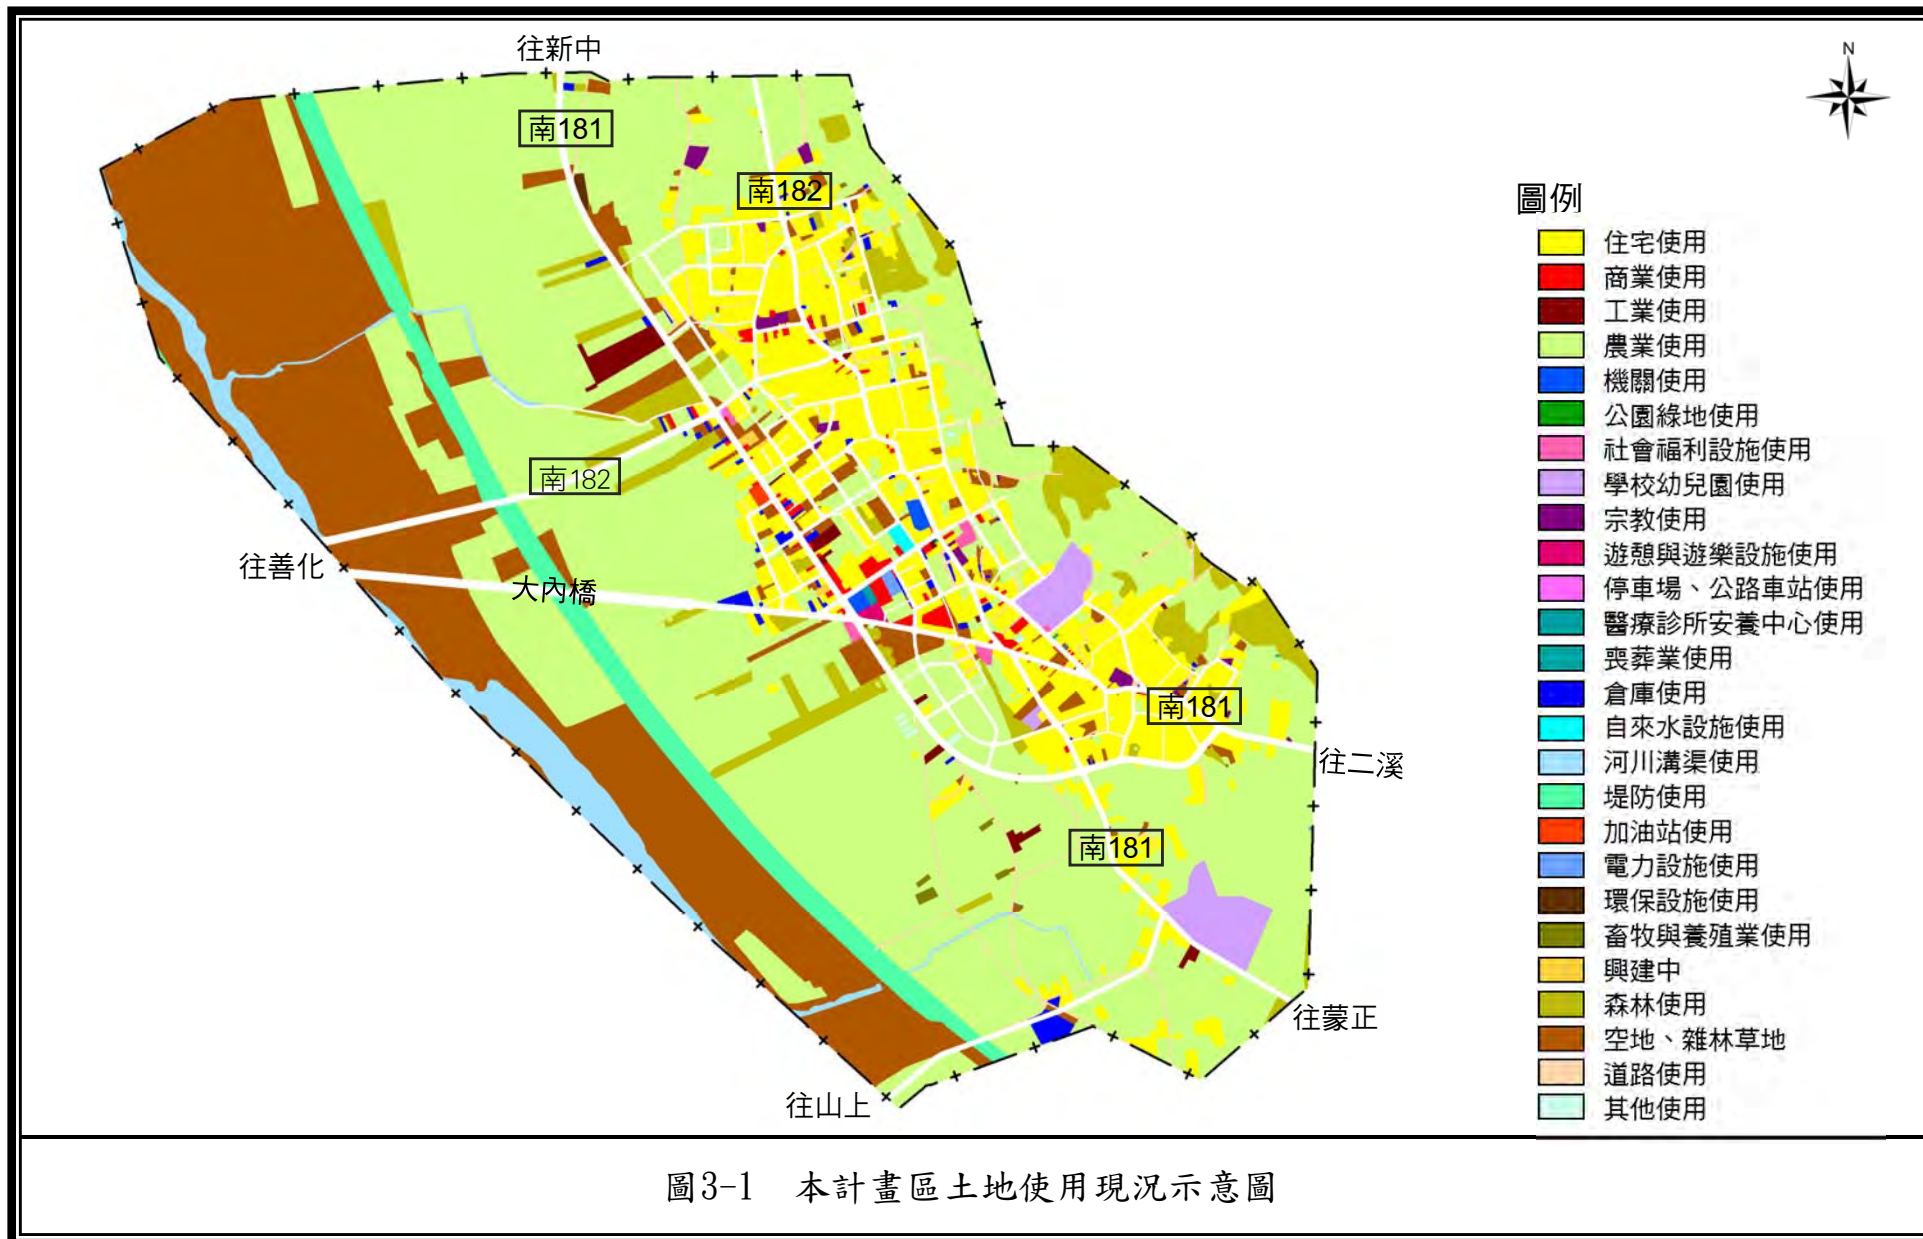 往新中
N
南181
南182
南182
往善化
大內橋
南181
往二溪
南181
往蒙正
往山上
圖例
住宅使用
商業使用
工業使用
農業使用
機關使用
公園綠地使用
社會福利設施使用
學校幼兒園使用
宗教使用
遊憩與遊樂設施使用
停車場、公路車站使用
醫療診所安養中心使用
喪葬業使用
倉庫使用
自來水設施使用
河川溝渠使用
堤防使用
加油站使用
電力設施使用
環保設施使用
畜牧與養殖業使用
興建中
森林使用
空地、雜林草地
道路使用
其他使用
圖3-1 本計畫區土地使用現況示意圖